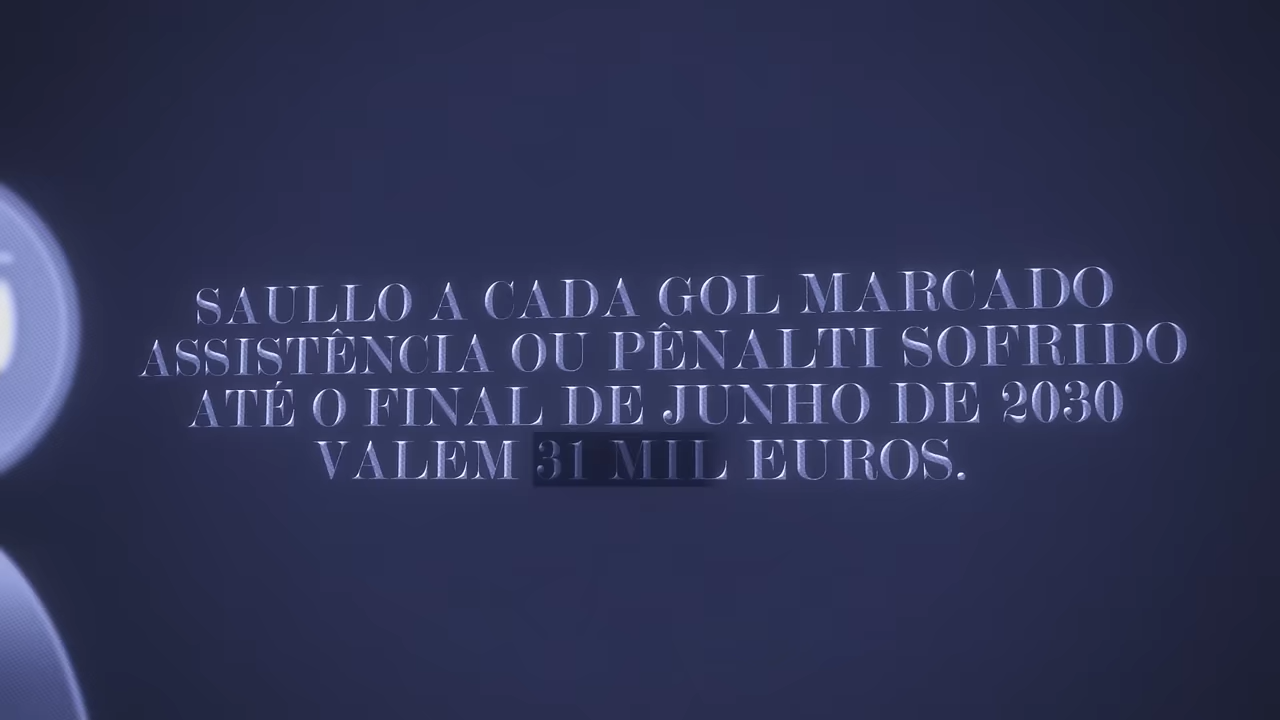 SAULLO A CADA GOL MARCADO
ASSISTÊNCIA OU PÊNALTI SOFRIDO
ATÉ O FINAL DE JUNHO DE 2030
VALEM 31 MIL EUROS.